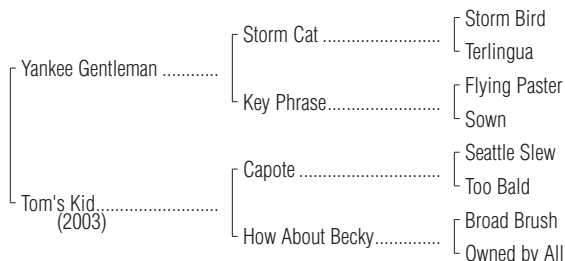 Storm Bird
Storm Cat ..........................
Terlingua
Yankee Gentleman ............
Flying Paster
Key Phrase.........................
Sown
Seattle Slew
Capote ...............................
Too Bald
Tom's Kid...........................
(2003)
Broad Brush
How About Becky..............
Owned by All